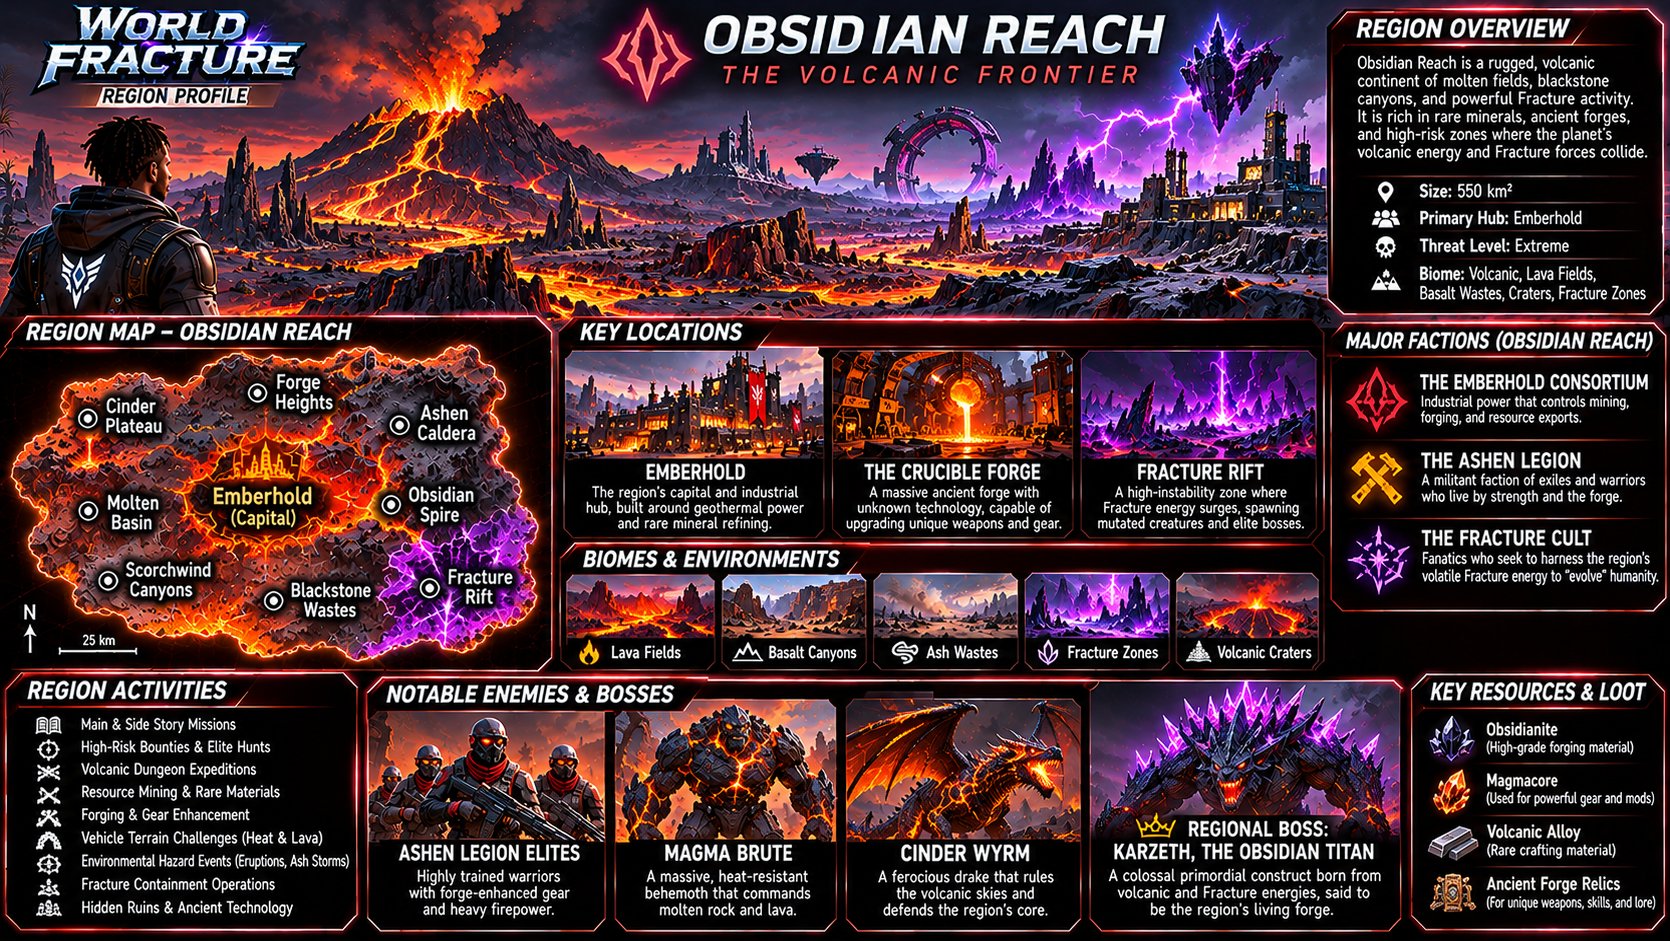 WORLD
FRACTURE
REGION PROFILE
OBSIDIAN REACH
THE VOLCANIC FRONTIER
REGION OVERVIEW
Obsidian Reach is a rugged, volcanic
continent of molten fields, blackstone
canyons, and powerful Fracture activity.
It is rich in rare minerals, ancient forges,
and high-risk zones where the planet's
volcanic energy and Fracture forces collide.
Size: 550 km²
Primary Hub: Emberhold
Threat Level: Extreme
Biome: Volcanic, Lava Fields,
Basalt Wastes, Craters, Fracture Zones
REGION MAP – OBSIDIAN REACH
Cinder
Plateau
Forge
Heights
Ashen
Caldera
Molten
Basin
Emberhold
(Capital)
Obsidian
Spire
Scorchwind
Canyons
Blackstone
Wastes
Fracture
Rift
N
25 km
KEY LOCATIONS
EMBERHOLD
The region's capital and industrial
hub, built around geothermal power
and rare mineral refining.
THE CRUCIBLE FORGE
A massive ancient forge with
unknown technology, capable of
upgrading unique weapons and gear.
FRACTURE RIFT
A high-instability zone where
Fracture energy surges, spawning
mutated creatures and elite bosses.
BIOMES & ENVIRONMENTS
Lava Fields
Basalt Canyons
Ash Wastes
Fracture Zones
Volcanic Craters
MAJOR FACTIONS (OBSIDIAN REACH)
THE EMBERHOLD CONSORTIUM
Industrial power that controls mining,
forging, and resource exports.
THE ASHEN LEGION
A militant faction of exiles and warriors
who live by strength and the forge.
THE FRACTURE CULT
Fanatics who seek to harness the region's
volatile Fracture energy to "evolve" humanity.
REGION ACTIVITIES
Main & Side Story Missions
High-Risk Bounties & Elite Hunts
Volcanic Dungeon Expeditions
Resource Mining & Rare Materials
Forging & Gear Enhancement
Vehicle Terrain Challenges (Heat & Lava)
Environmental Hazard Events (Eruptions, Ash Storms)
Fracture Containment Operations
Hidden Ruins & Ancient Technology
NOTABLE ENEMIES & BOSSES
ASHEN LEGION ELITES
Highly trained warriors
with forge-enhanced gear
and heavy firepower.
MAGMA BRUTE
A massive, heat-resistant
behemoth that commands
molten rock and lava.
CINDER WYRM
A ferocious drake that rules
the volcanic skies and
defends the region's core.
REGIONAL BOSS:
KARZETH, THE OBSIDIAN TITAN
A colossal primordial construct born from
volcanic and Fracture energies, said to
be the region's living forge.
KEY RESOURCES & LOOT
Obsidianite
(High-grade forging material)
Magmacore
(Used for powerful gear and mods)
Volcanic Alloy
(Rare crafting material)
Ancient Forge Relics
(For unique weapons, skills, and lore)